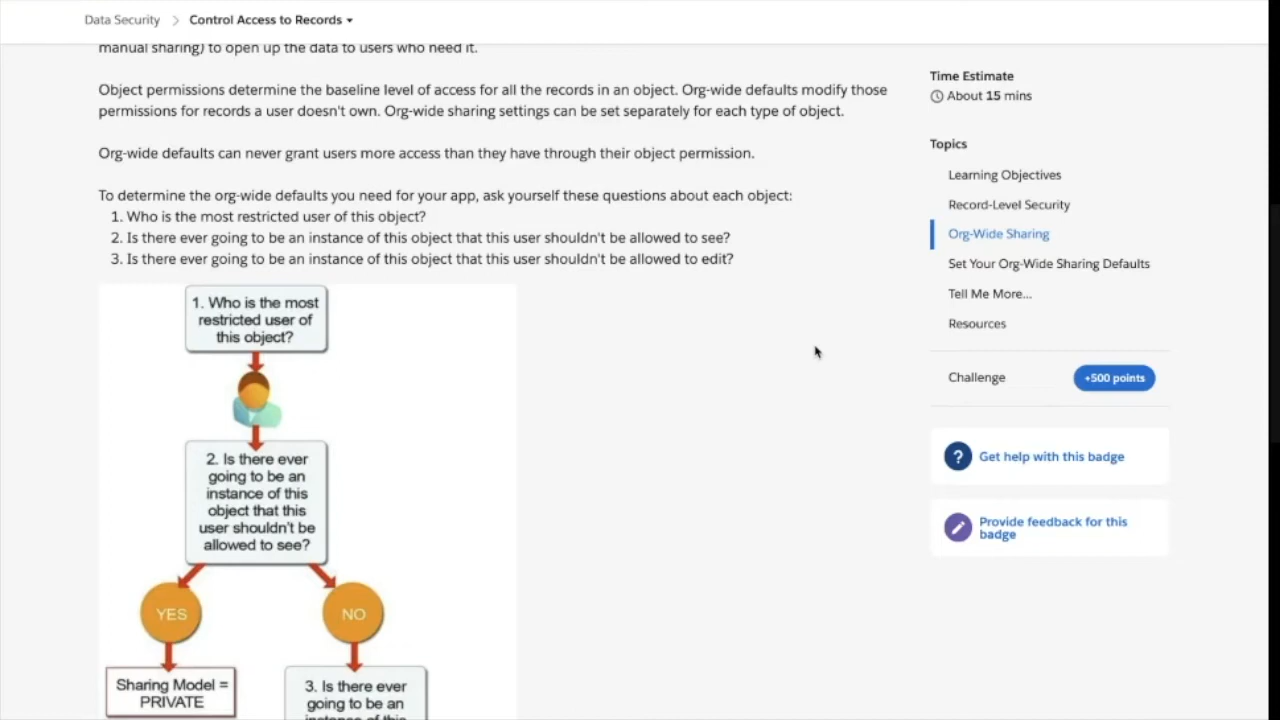 Data Security > Control Access to Records
manual sharing) to open up the data to users who need it.
Object permissions determine the baseline level of access for all the records in an object. Org-wide defaults modify those
permissions for records a user doesn't own. Org-wide sharing settings can be set separately for each type of object.
Org-wide defaults can never grant users more access than they have through their object permission.
To determine the org-wide defaults you need for your app, ask yourself these questions about each object:
1. Who is the most restricted user of this object?
2. Is there ever going to be an instance of this object that this user shouldn't be allowed to see?
3. Is there ever going to be an instance of this object that this user shouldn't be allowed to edit?
1. Who is the most
restricted user of
this object?
2. Is there ever
going to be an
instance of this
object that this
user shouldn't be
allowed to see?
YES
NO
Sharing Model =
PRIVATE
3. Is there ever
going to be an
instance of this
Time Estimate
About 15 mins
Topics
Learning Objectives
Record-Level Security
Org-Wide Sharing
Set Your Org-Wide Sharing Defaults
Tell Me More...
Resources
Challenge
+500 points
Get help with this badge
Provide feedback for this
badge